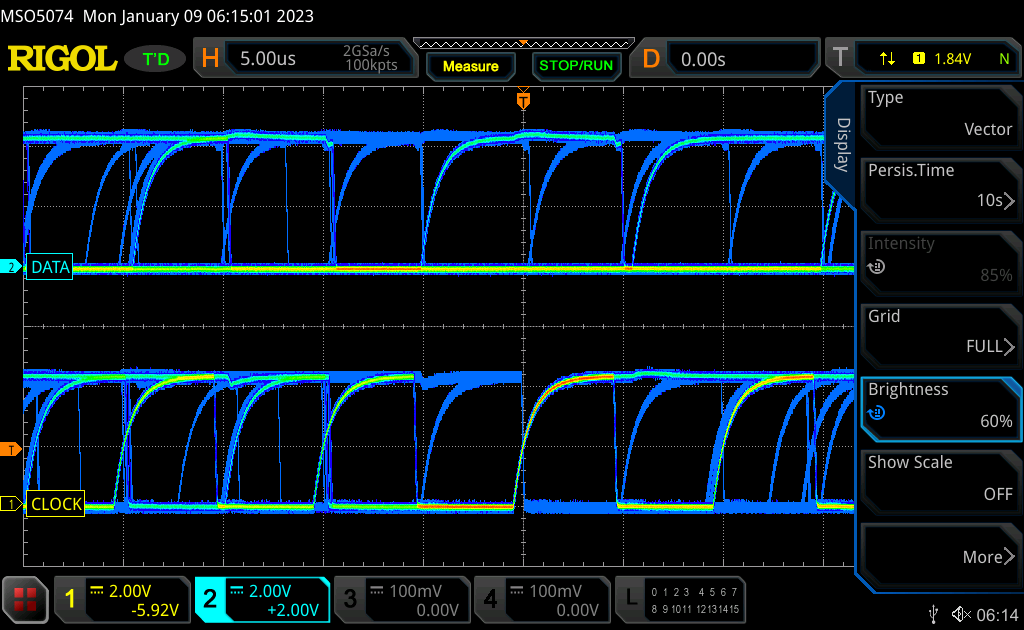 MSO5074 Mon January 09 06:15:01 2023
RIGOL T'D H 5.00us 2GSa/s 100kpts Measure STOP/RUN D 0.00s T 1 1.84V N
T
Display
Type
Vector
Persis.Time
10s
Intensity
85%
Grid
FULL
Brightness
60%
Show Scale
OFF
More
2 DATA
T
1 CLOCK
1 2.00V -5.92V
2 2.00V +2.00V
3 100mV 0.00V
4 100mV 0.00V
L 0 1 2 3 4 5 6 7
8 9 10 11 12 13 14 15
06:14